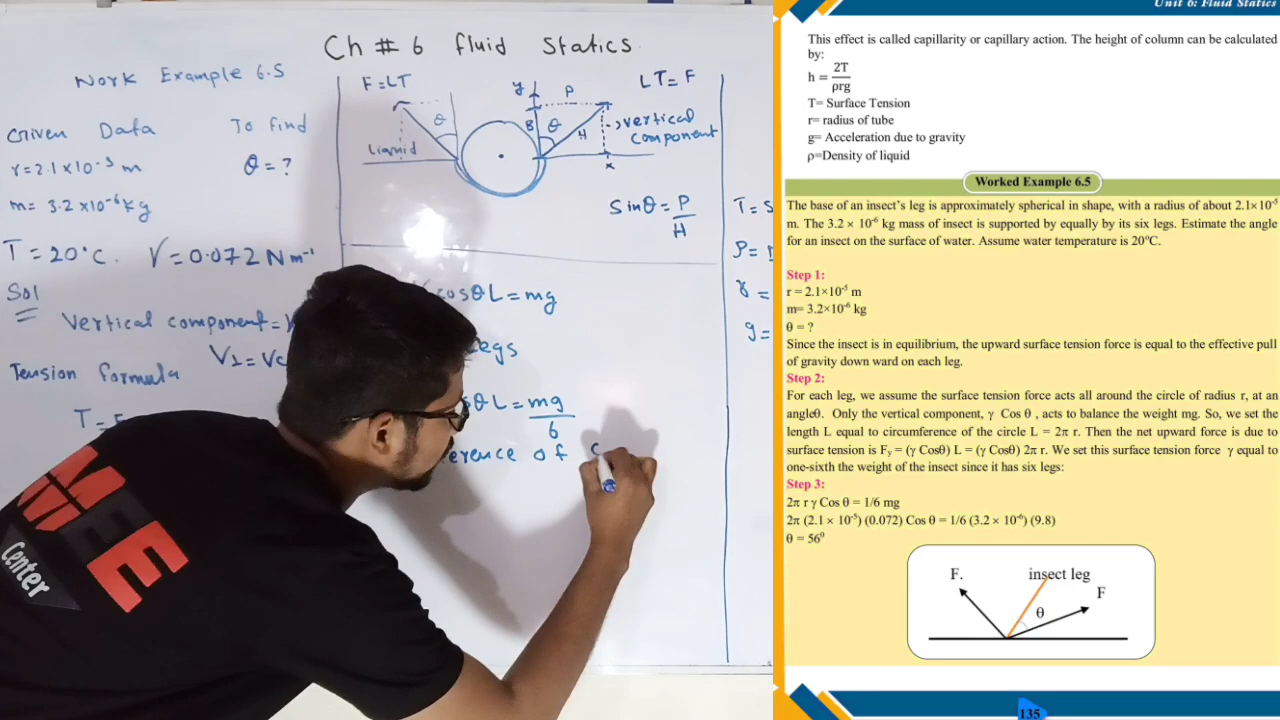 Ch # 6 fluid statics
Work Example 6.5
Given Data To find
r=2.1×10⁻⁵ m θ=?
m= 3.2×10⁻⁶ kg
T=20°C. γ=0.072 N m⁻¹
Sol
Vertical component=
V⊥=
Tension formula
T=
F=LT
LT=F
y
P
θ
B
θ
H
vertical
component
Liquid
x
Sinθ=P/H
cosθL=mg
egs
θL=mg/6
erence of C
T=S
ρ=
γ=
g=
MEE
Center
Unit 6: Fluid Statics
This effect is called capillarity or capillary action. The height of column can be calculated
by:
h = 2T/ρrg
T= Surface Tension
r= radius of tube
g= Acceleration due to gravity
ρ=Density of liquid
Worked Example 6.5
The base of an insect's leg is approximately spherical in shape, with a radius of about 2.1×10⁻⁵
m. The 3.2 × 10⁻⁶ kg mass of insect is supported by equally by its six legs. Estimate the angle
for an insect on the surface of water. Assume water temperature is 20°C.
Step 1:
r = 2.1×10⁻⁵ m
m= 3.2×10⁻⁶ kg
θ = ?
Since the insect is in equilibrium, the upward surface tension force is equal to the effective pull
of gravity down ward on each leg.
Step 2:
For each leg, we assume the surface tension force acts all around the circle of radius r, at an
angleθ. Only the vertical component, γ Cos θ , acts to balance the weight mg. So, we set the
length L equal to circumference of the circle L = 2π r. Then the net upward force is due to
surface tension is Fᵧ = (γ Cosθ) L = (γ Cosθ) 2π r. We set this surface tension force γ equal to
one-sixth the weight of the insect since it has six legs:
Step 3:
2π r γ Cos θ = 1/6 mg
2π (2.1 × 10⁻⁵) (0.072) Cos θ = 1/6 (3.2 × 10⁻⁶) (9.8)
θ = 56⁰
F.
insect leg
F
θ
135